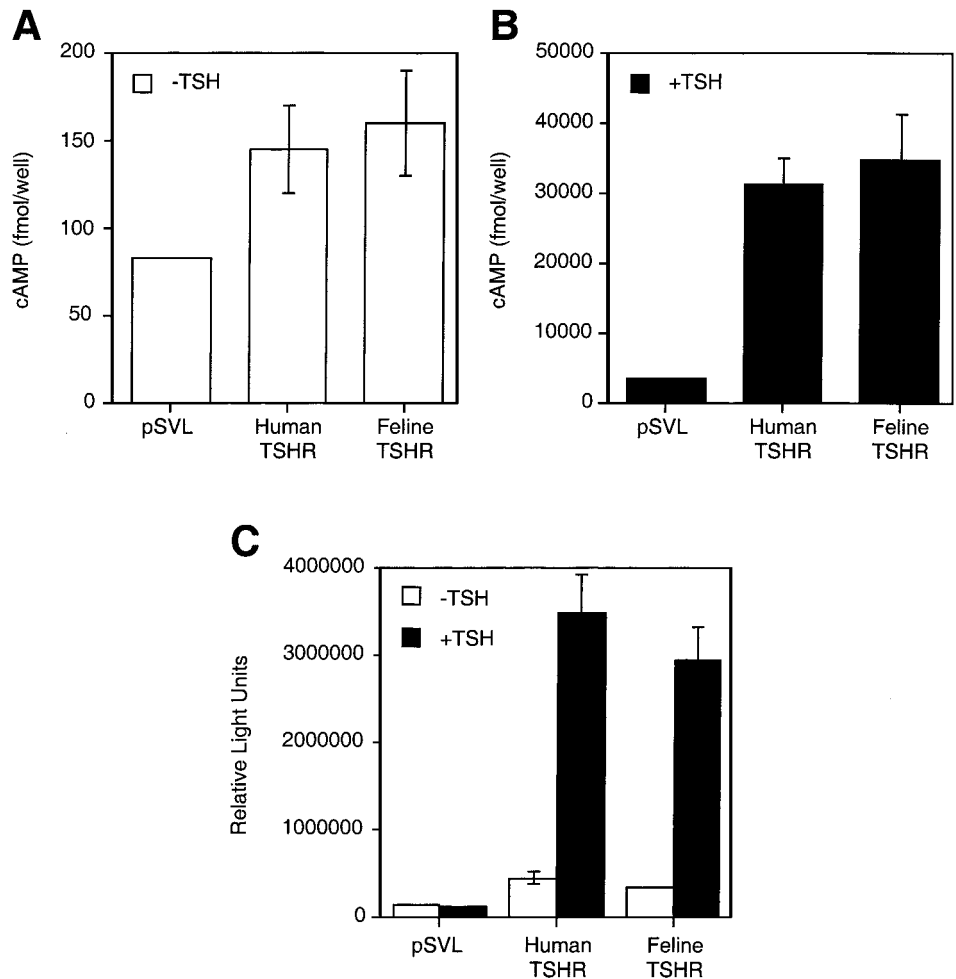 A
200
150
100
50
0
cAMP (fmol/well)
-TSH
pSVL
Human
TSHR
Feline
TSHR
B
50000
40000
30000
20000
10000
0
cAMP (fmol/well)
+TSH
pSVL
Human
TSHR
Feline
TSHR
C
4000000
3000000
2000000
1000000
0
Relative Light Units
-TSH
+TSH
pSVL
Human
TSHR
Feline
TSHR